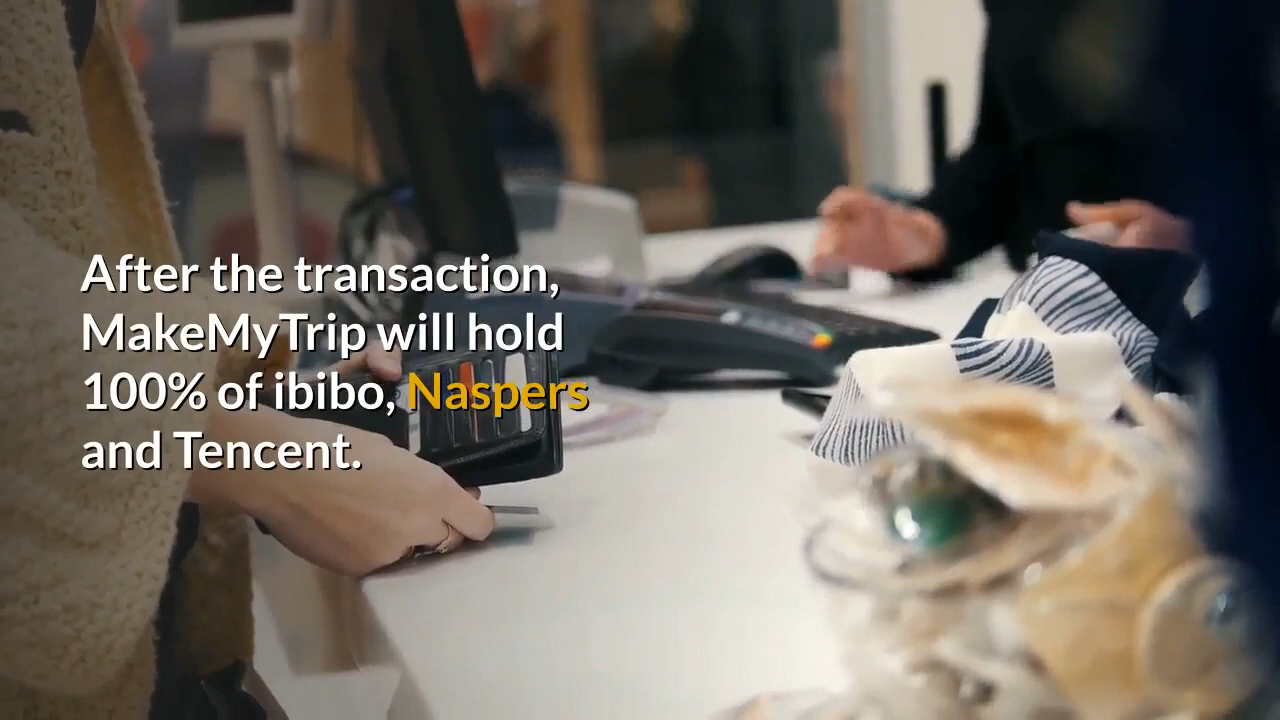 After the transaction,
MakeMyTrip will hold
100% of ibibo, Naspers
and Tencent.